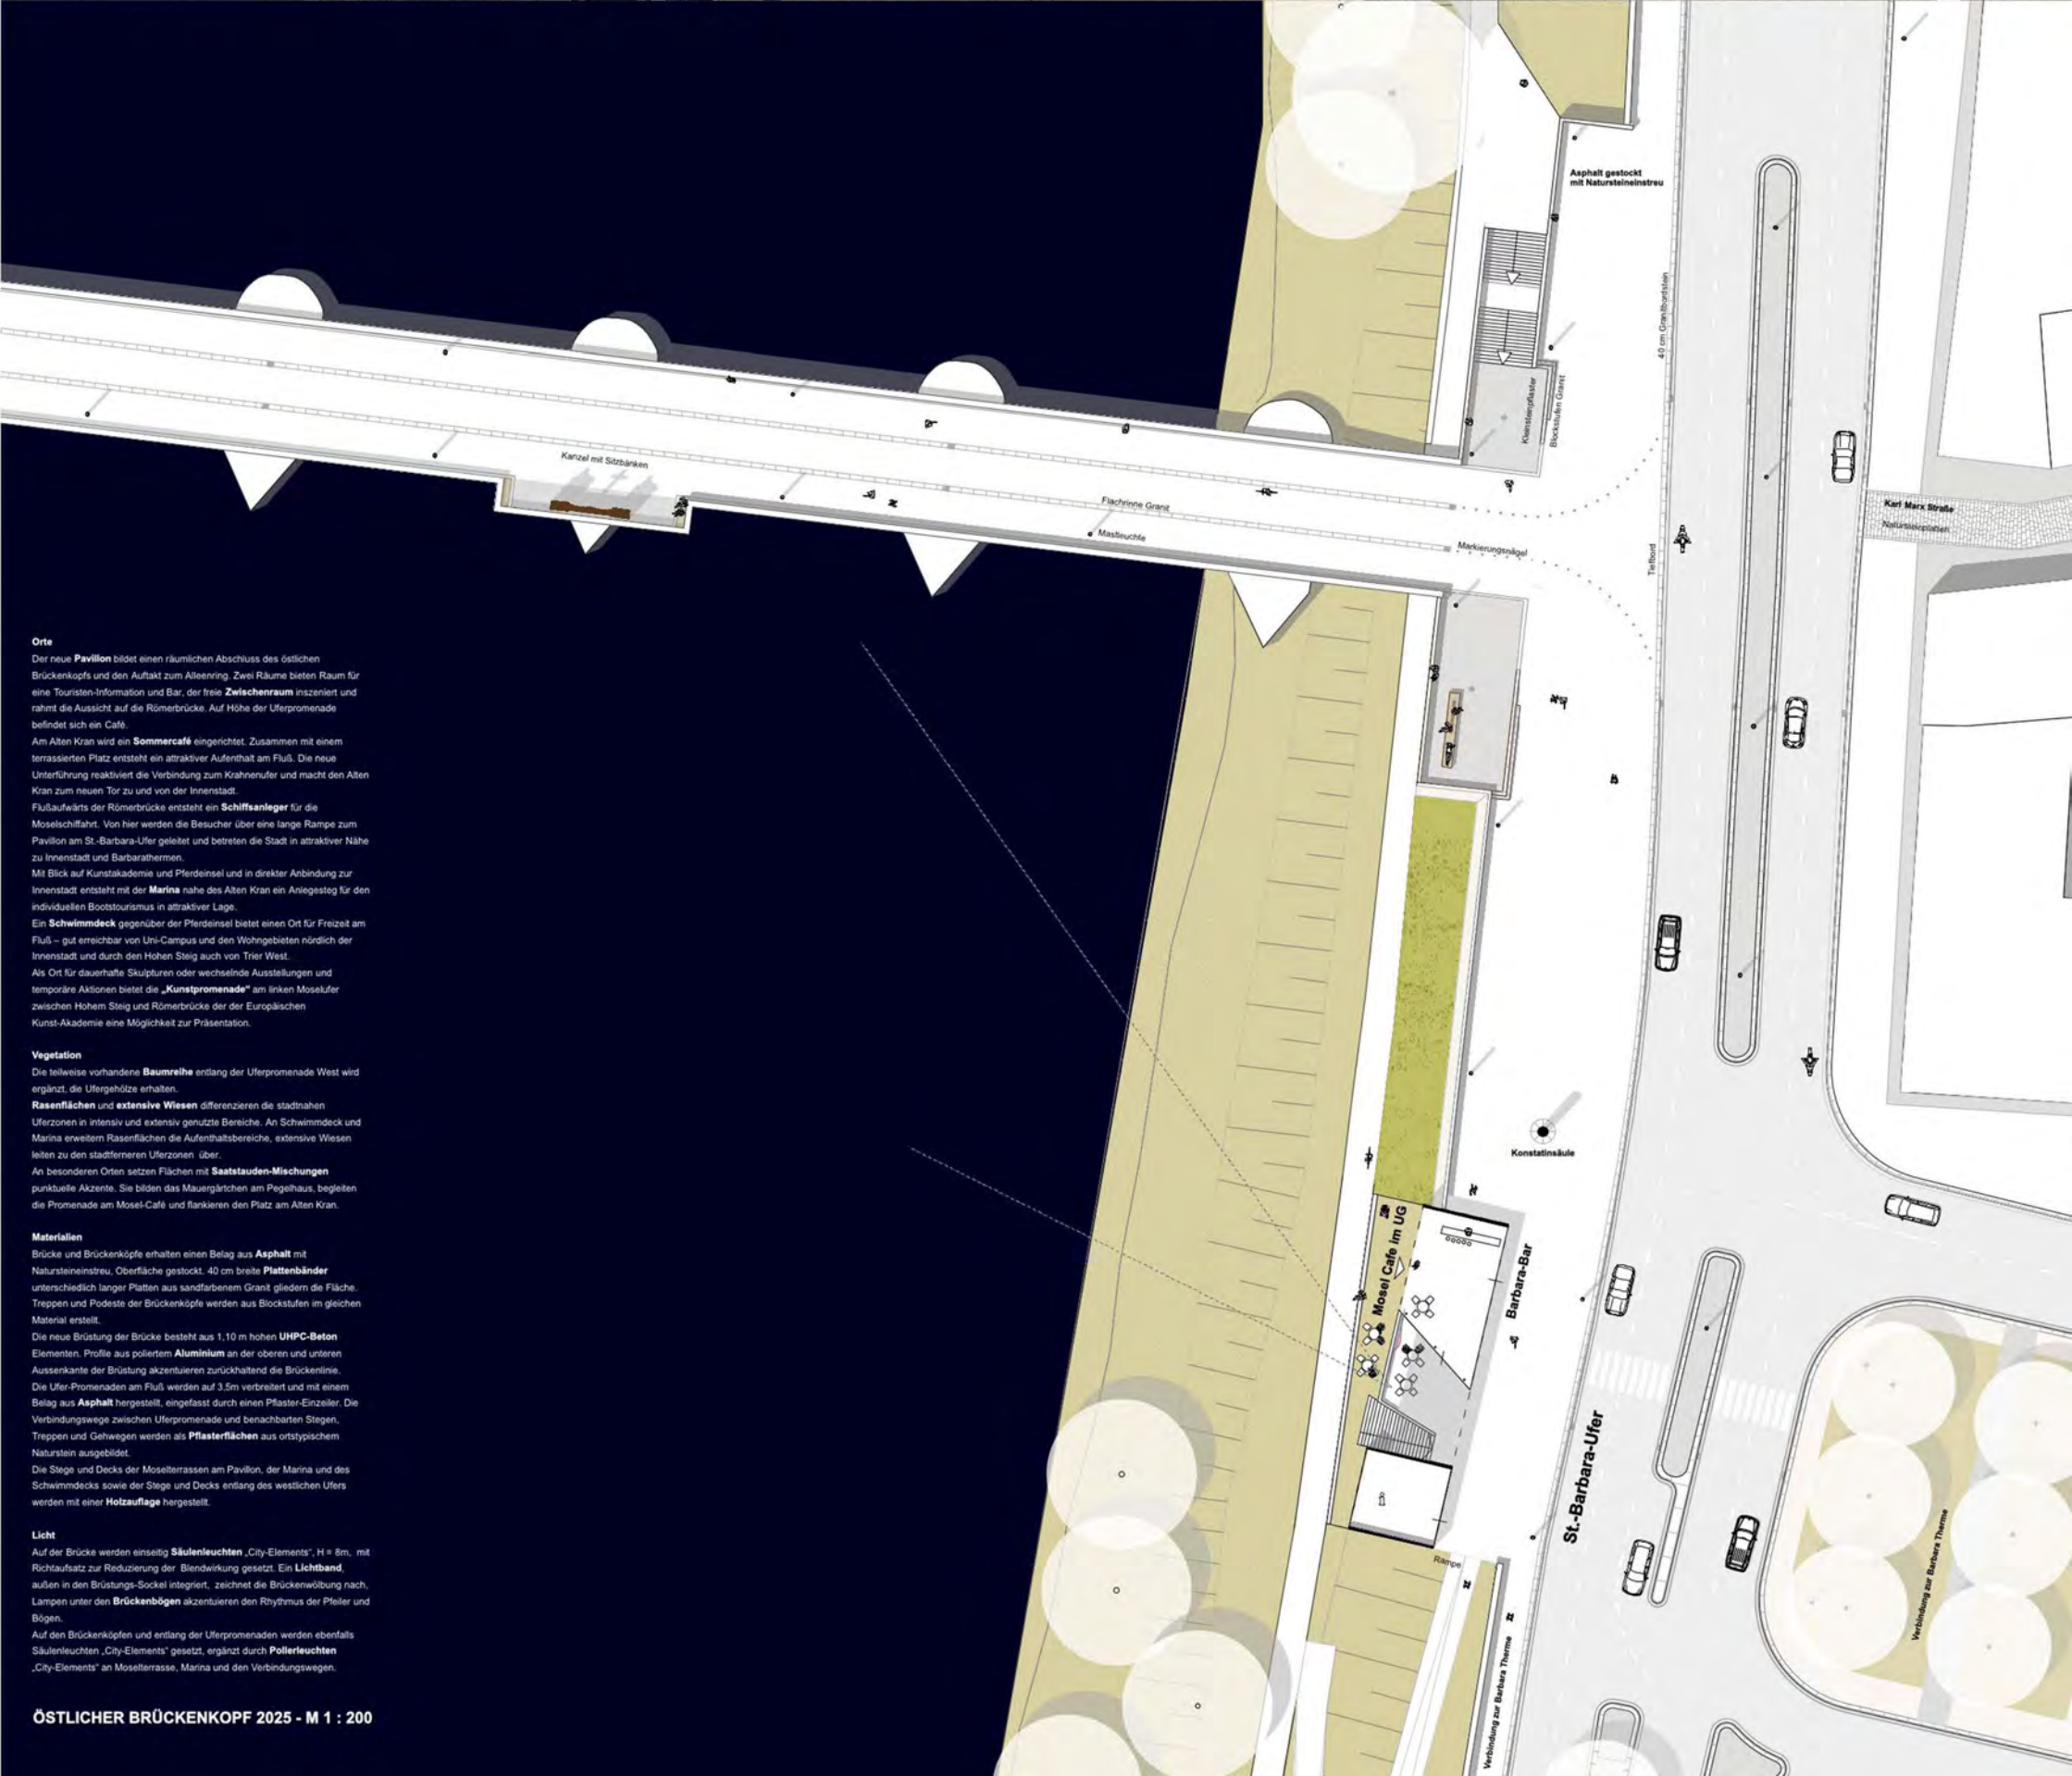 Orte
Der neue Pavillon bildet einen räumlichen Abschluss des östlichen
Brückenkopfs und den Auftakt zum Alleenring. Zwei Räume bieten Raum für
eine Touristen-Information und Bar, der freie Zwischenraum inszeniert und
rahmt die Aussicht auf die Römerbrücke. Auf Höhe der Uferpromenade
befindet sich ein Café.
Am Alten Kran wird ein Sommercafé eingerichtet. Zusammen mit einem
terrassierten Platz entsteht ein attraktiver Aufenthalt am Fluß. Die neue
Unterführung reaktiviert die Verbindung zum Krahnenufer und macht den Alten
Kran zum neuen Tor zu und von der Innenstadt.
Flußaufwärts der Römerbrücke entsteht ein Schiffsanleger für die
Moselschiffahrt. Von hier werden die Besucher über eine lange Rampe zum
Pavillon am St.-Barbara-Ufer geleitet und betreten die Stadt in attraktiver Nähe
zu Innenstadt und Barbarathermen.
Mit Blick auf Kunstakademie und Pferdeinsel und in direkter Anbindung zur
Innenstadt entsteht mit der Marina nahe des Alten Kran ein Anlegesteg für den
individuellen Bootstourismus in attraktiver Lage.
Ein Schwimmdeck gegenüber der Pferdeinsel bietet einen Ort für Freizeit am
Fluß – gut erreichbar von Uni-Campus und den Wohngebieten nördlich der
Innenstadt und durch den Hohen Steig auch von Trier West.
Als Ort für dauerhafte Skulpturen oder wechselnde Ausstellungen und
temporäre Aktionen bietet die „Kunstpromenade" am linken Moselufer
zwischen Hohem Steig und Römerbrücke der der Europäischen
Kunst-Akademie eine Möglichkeit zur Präsentation.
Vegetation
Die teilweise vorhandene Baumreihe entlang der Uferpromenade West wird
ergänzt, die Ufergehölze erhalten.
Rasenflächen und extensive Wiesen differenzieren die stadtnahen
Uferzonen in intensiv und extensiv genutzte Bereiche. An Schwimmdeck und
Marina erweitern Rasenflächen die Aufenthaltsbereiche, extensive Wiesen
leiten zu den stadtferneren Uferzonen über.
An besonderen Orten setzen Flächen mit Saatstauden-Mischungen
punktuelle Akzente. Sie bilden das Mauergärtchen am Pegelhaus, begleiten
die Promenade am Mosel-Café und flankieren den Platz am Alten Kran.
Materialien
Brücke und Brückenköpfe erhalten einen Belag aus Asphalt mit
Natursteineinstreu, Oberfläche gestockt. 40 cm breite Plattenbänder
unterschiedlich langer Platten aus sandfarbenem Granit gliedern die Fläche.
Treppen und Podeste der Brückenköpfe werden aus Blockstufen im gleichen
Material erstellt.
Die neue Brüstung der Brücke besteht aus 1,10 m hohen UHPC-Beton
Elementen. Profile aus poliertem Aluminium an der oberen und unteren
Aussenkante der Brüstung akzentuieren zurückhaltend die Brückenlinie.
Die Ufer-Promenaden am Fluß werden auf 3,5m verbreitert und mit einem
Belag aus Asphalt hergestellt, eingefasst durch einen Pflaster-Einzeiler. Die
Verbindungswege zwischen Uferpromenade und benachbarten Stegen,
Treppen und Gehwegen werden als Pflasterflächen aus ortstypischem
Naturstein ausgebildet.
Die Stege und Decks der Moselterrassen am Pavillon, der Marina und des
Schwimmdecks sowie der Stege und Decks entlang des westlichen Ufers
werden mit einer Holzauflage hergestellt.
Licht
Auf der Brücke werden einseitig Säulenleuchten „City-Elements", H = 8m, mit
Richtaufsatz zur Reduzierung der Blendwirkung gesetzt. Ein Lichtband,
außen in den Brüstungs-Sockel integriert, zeichnet die Brückenwölbung nach,
Lampen unter den Brückenbögen akzentuieren den Rhythmus der Pfeiler und
Bögen.
Auf den Brückenköpfen und entlang der Uferpromenaden werden ebenfalls
Säulenleuchten „City-Elements" gesetzt, ergänzt durch Pollerleuchten
„City-Elements" an Moselterrasse, Marina und den Verbindungswegen.
ÖSTLICHER BRÜCKENKOPF 2025 - M 1 : 200
Asphalt gestockt
mit Natursteineinstreu
40 cm Granitbordstein
Kleinsteinpflaster
Blockstufen Granit
Kanzel mit Sitzbänken
Flachrinne Granit
Mastleuchte
Markierungsnägel
Tiefbord
Karl Marx Straße
Natursteinplatten
Konstatinsäule
Mosel Cafe im UG
Barbara-Bar
i
St.-Barbara-Ufer
Rampe
Verbindung zur Barbara Therme
Verbindung zur Barbara Therme